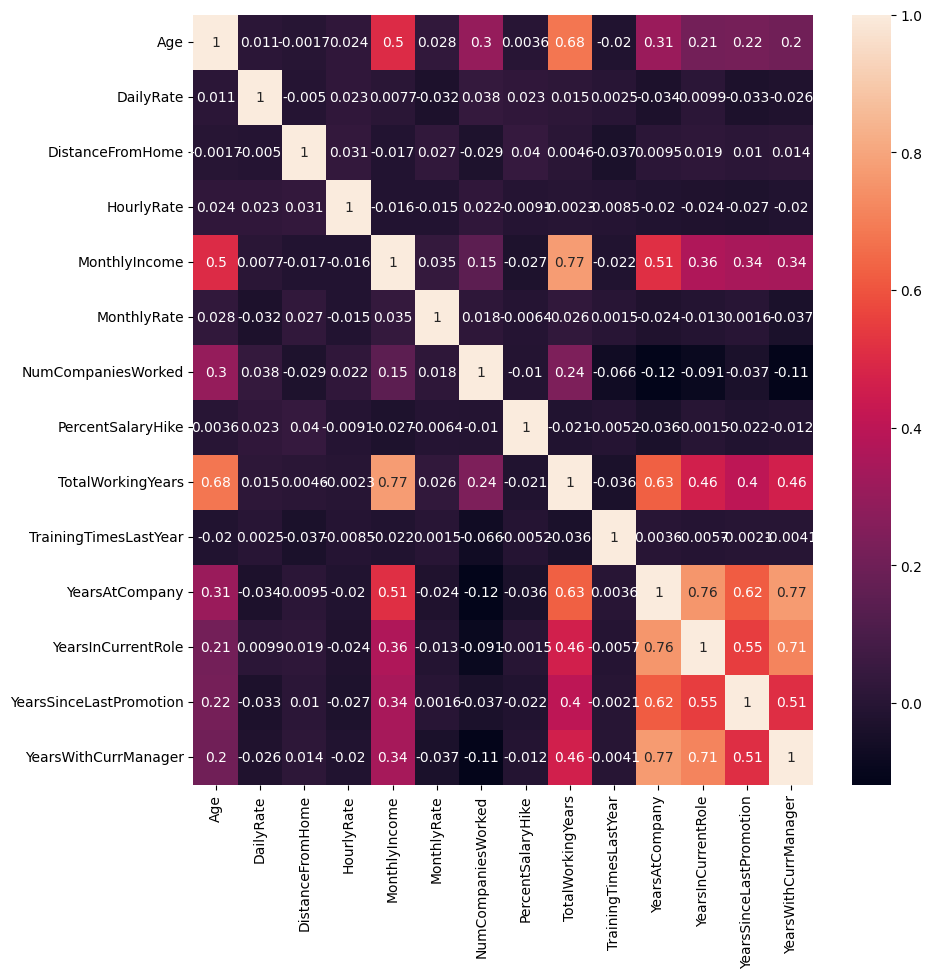 Age 1 0.011 -0.0017 0.024 0.5 0.028 0.3 0.0036 0.68 -0.02 0.31 0.21 0.22 0.2
DailyRate 0.011 1 -0.005 0.023 0.0077 -0.032 0.038 0.023 0.015 0.0025 -0.034 0.0099 -0.033 -0.026
DistanceFromHome -0.0017 -0.005 1 0.031 -0.017 0.027 -0.029 0.04 0.0046 -0.037 0.0095 0.019 0.01 0.014
HourlyRate 0.024 0.023 0.031 1 -0.016 -0.015 0.022 -0.0091 -0.0023 -0.0085 -0.02 -0.024 -0.027 -0.02
MonthlyIncome 0.5 0.0077 -0.017 -0.016 1 0.035 0.15 -0.027 0.77 -0.022 0.51 0.36 0.34 0.34
MonthlyRate 0.028 -0.032 0.027 -0.015 0.035 1 0.018 -0.0064 0.026 0.0015 -0.024 -0.013 0.0016 -0.037
NumCompaniesWorked 0.3 0.038 -0.029 0.022 0.15 0.018 1 -0.01 0.24 -0.066 -0.12 -0.091 -0.037 -0.11
PercentSalaryHike 0.0036 0.023 0.04 -0.0091 -0.027 -0.0064 -0.01 1 -0.021 -0.0052 -0.036 -0.0015 -0.022 -0.012
TotalWorkingYears 0.68 0.015 0.0046 -0.0023 0.77 0.026 0.24 -0.021 1 -0.036 0.63 0.46 0.4 0.46
TrainingTimesLastYear -0.02 0.0025 -0.037 -0.0085 -0.022 0.0015 -0.066 -0.0052 -0.036 1 0.0036 -0.0057 -0.0021 -0.0041
YearsAtCompany 0.31 -0.034 0.0095 -0.02 0.51 -0.024 -0.12 -0.036 0.63 0.0036 1 0.76 0.62 0.77
YearsInCurrentRole 0.21 0.0099 0.019 -0.024 0.36 -0.013 -0.091 -0.0015 0.46 -0.0057 0.76 1 0.55 0.71
YearsSinceLastPromotion 0.22 -0.033 0.01 -0.027 0.34 0.0016 -0.037 -0.022 0.4 -0.0021 0.62 0.55 1 0.51
YearsWithCurrManager 0.2 -0.026 0.014 -0.02 0.34 -0.037 -0.11 -0.012 0.46 -0.0041 0.77 0.71 0.51 1
Age
DailyRate
DistanceFromHome
HourlyRate
MonthlyIncome
MonthlyRate
NumCompaniesWorked
PercentSalaryHike
TotalWorkingYears
TrainingTimesLastYear
YearsAtCompany
YearsInCurrentRole
YearsSinceLastPromotion
YearsWithCurrManager
1.0
0.8
0.6
0.4
0.2
0.0